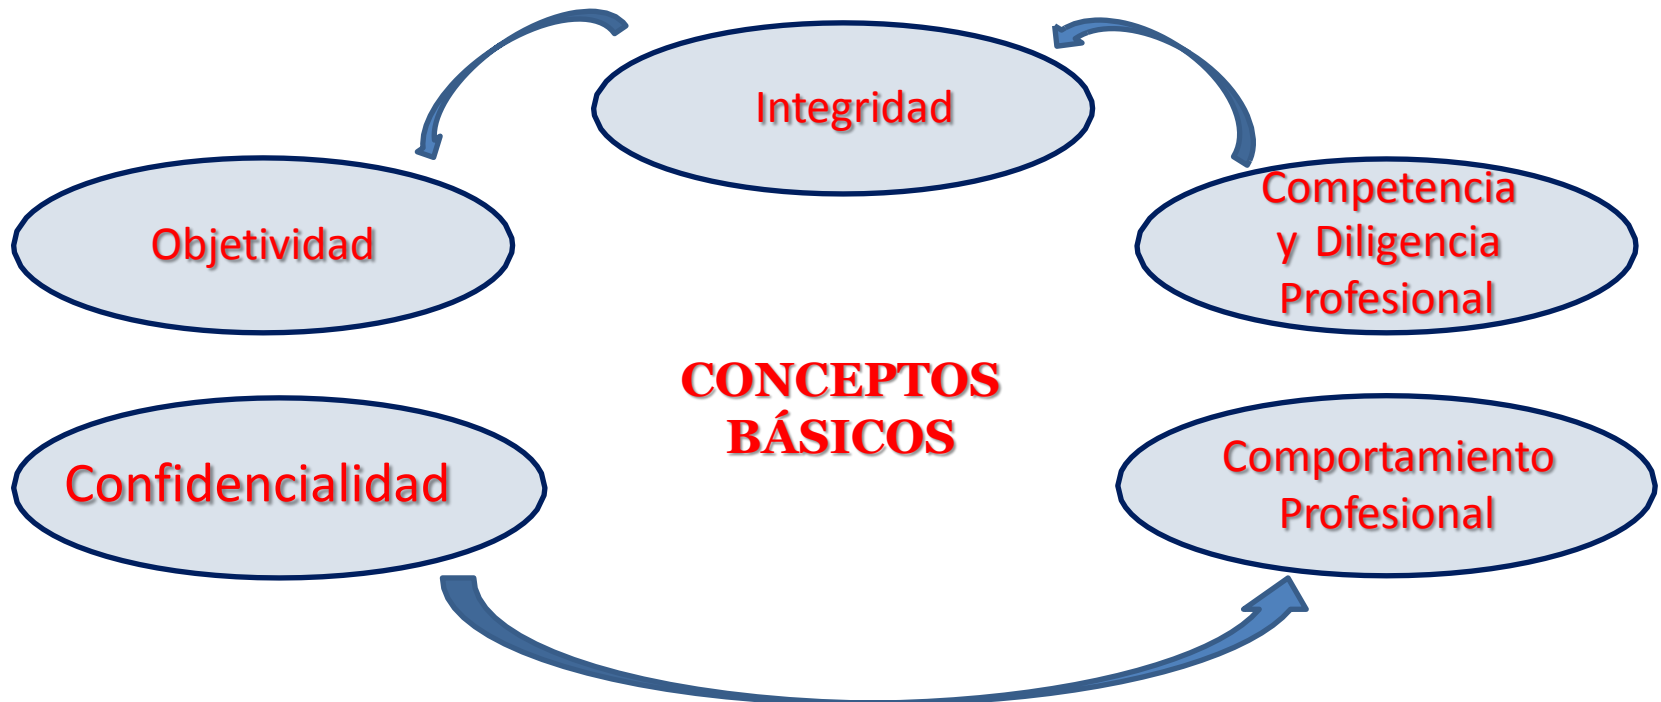 Integridad
Objetividad
Competencia
y Diligencia
Profesional
CONCEPTOS
BÁSICOS
Confidencialidad
Comportamiento
Profesional